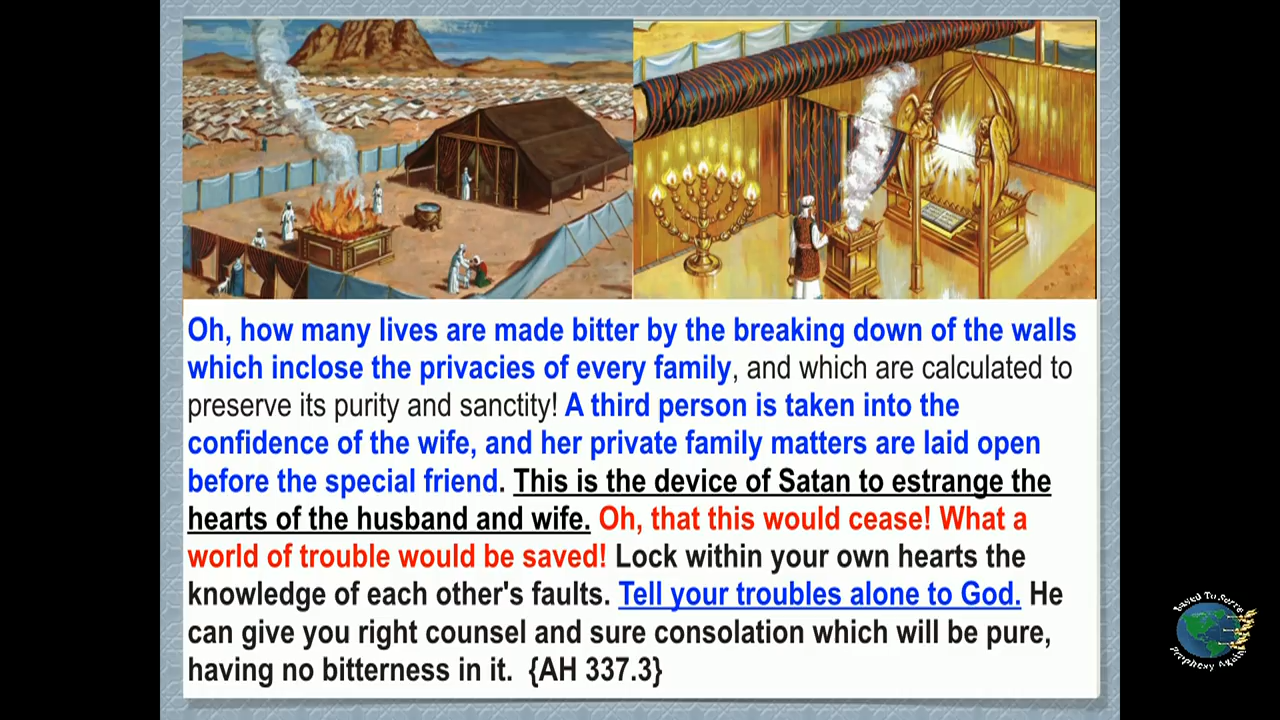 Oh, how many lives are made bitter by the breaking down of the walls
which inclose the privacies of every family, and which are calculated to
preserve its purity and sanctity! A third person is taken into the
confidence of the wife, and her private family matters are laid open
before the special friend. This is the device of Satan to estrange the
hearts of the husband and wife. Oh, that this would cease! What a
world of trouble would be saved! Lock within your own hearts the
knowledge of each other's faults. Tell your troubles alone to God. He
can give you right counsel and sure consolation which will be pure,
having no bitterness in it. {AH 337.3}
Prophesy Again